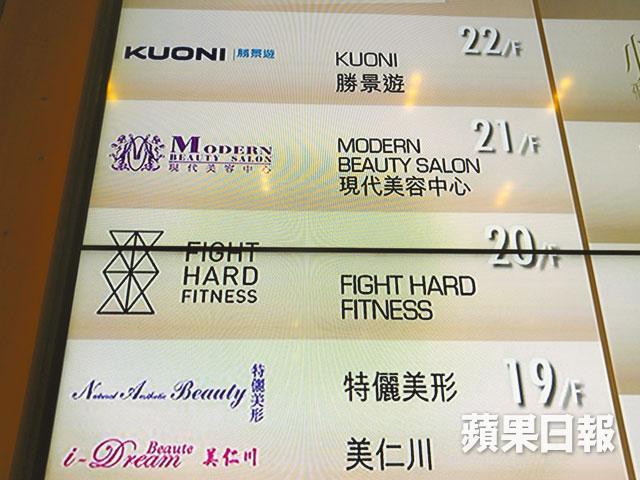 KUONI 勝景遊
KUONI
勝景遊
22/F
MODERN
BEAUTY SALON
現代美容中心
MODERN
BEAUTY SALON
現代美容中心
21/F
FIGHT
HARD
FITNESS
FIGHT HARD
FITNESS
20/F
Natural Aesthetic Beauty 特儷美形
特儷美形
19/F
i-Dream Beaute 美仁川
美仁川
蘋果日報